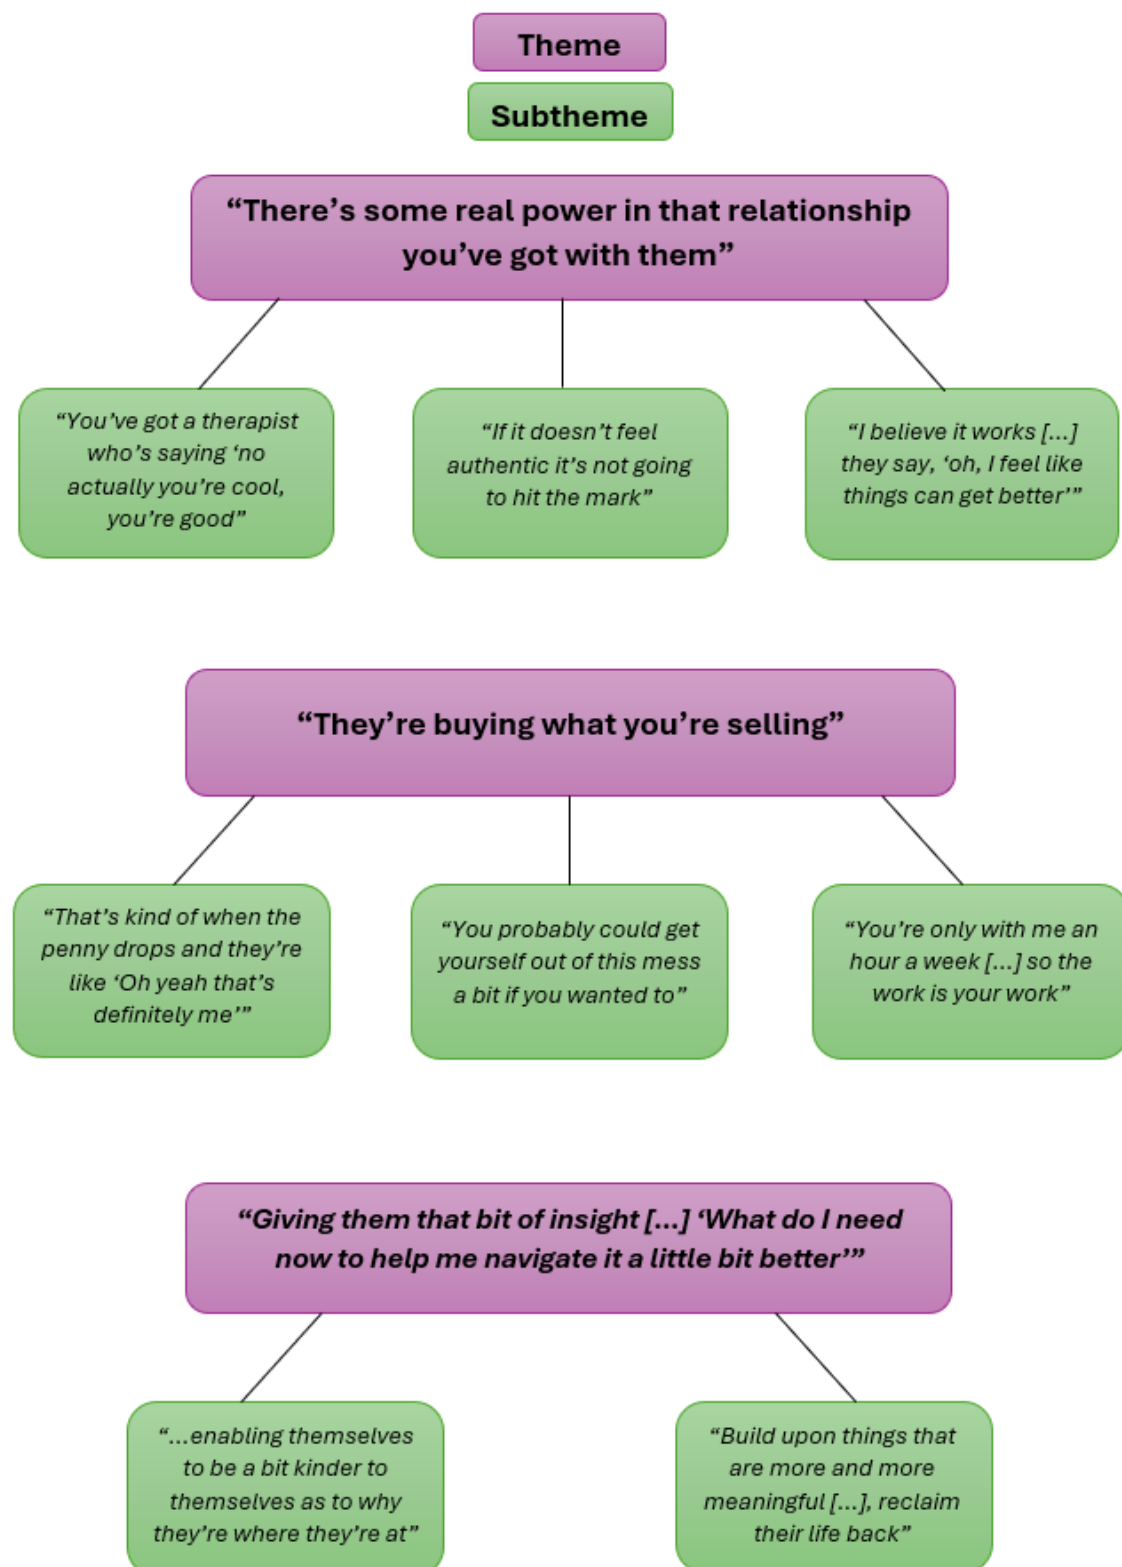 Theme
Subtheme
“There’s some real power in that relationship
you’ve got with them”
“You’ve got a therapist
who’s saying ‘no
actually you’re cool,
you’re good”
“If it doesn’t feel
authentic it’s not going
to hit the mark”
“I believe it works [...]
they say, ‘oh, I feel like
things can get better’”
“They’re buying what you’re selling”
“That’s kind of when the
penny drops and they’re
like ‘Oh yeah that’s
definitely me’”
“You probably could get
yourself out of this mess
a bit if you wanted to”
“You’re only with me an
hour a week [...] so the
work is your work”
“Giving them that bit of insight [...] ‘What do I need
now to help me navigate it a little bit better’”
“...enabling themselves
to be a bit kinder to
themselves as to why
they’re where they’re at”
“Build upon things that
are more and more
meaningful [...], reclaim
their life back”